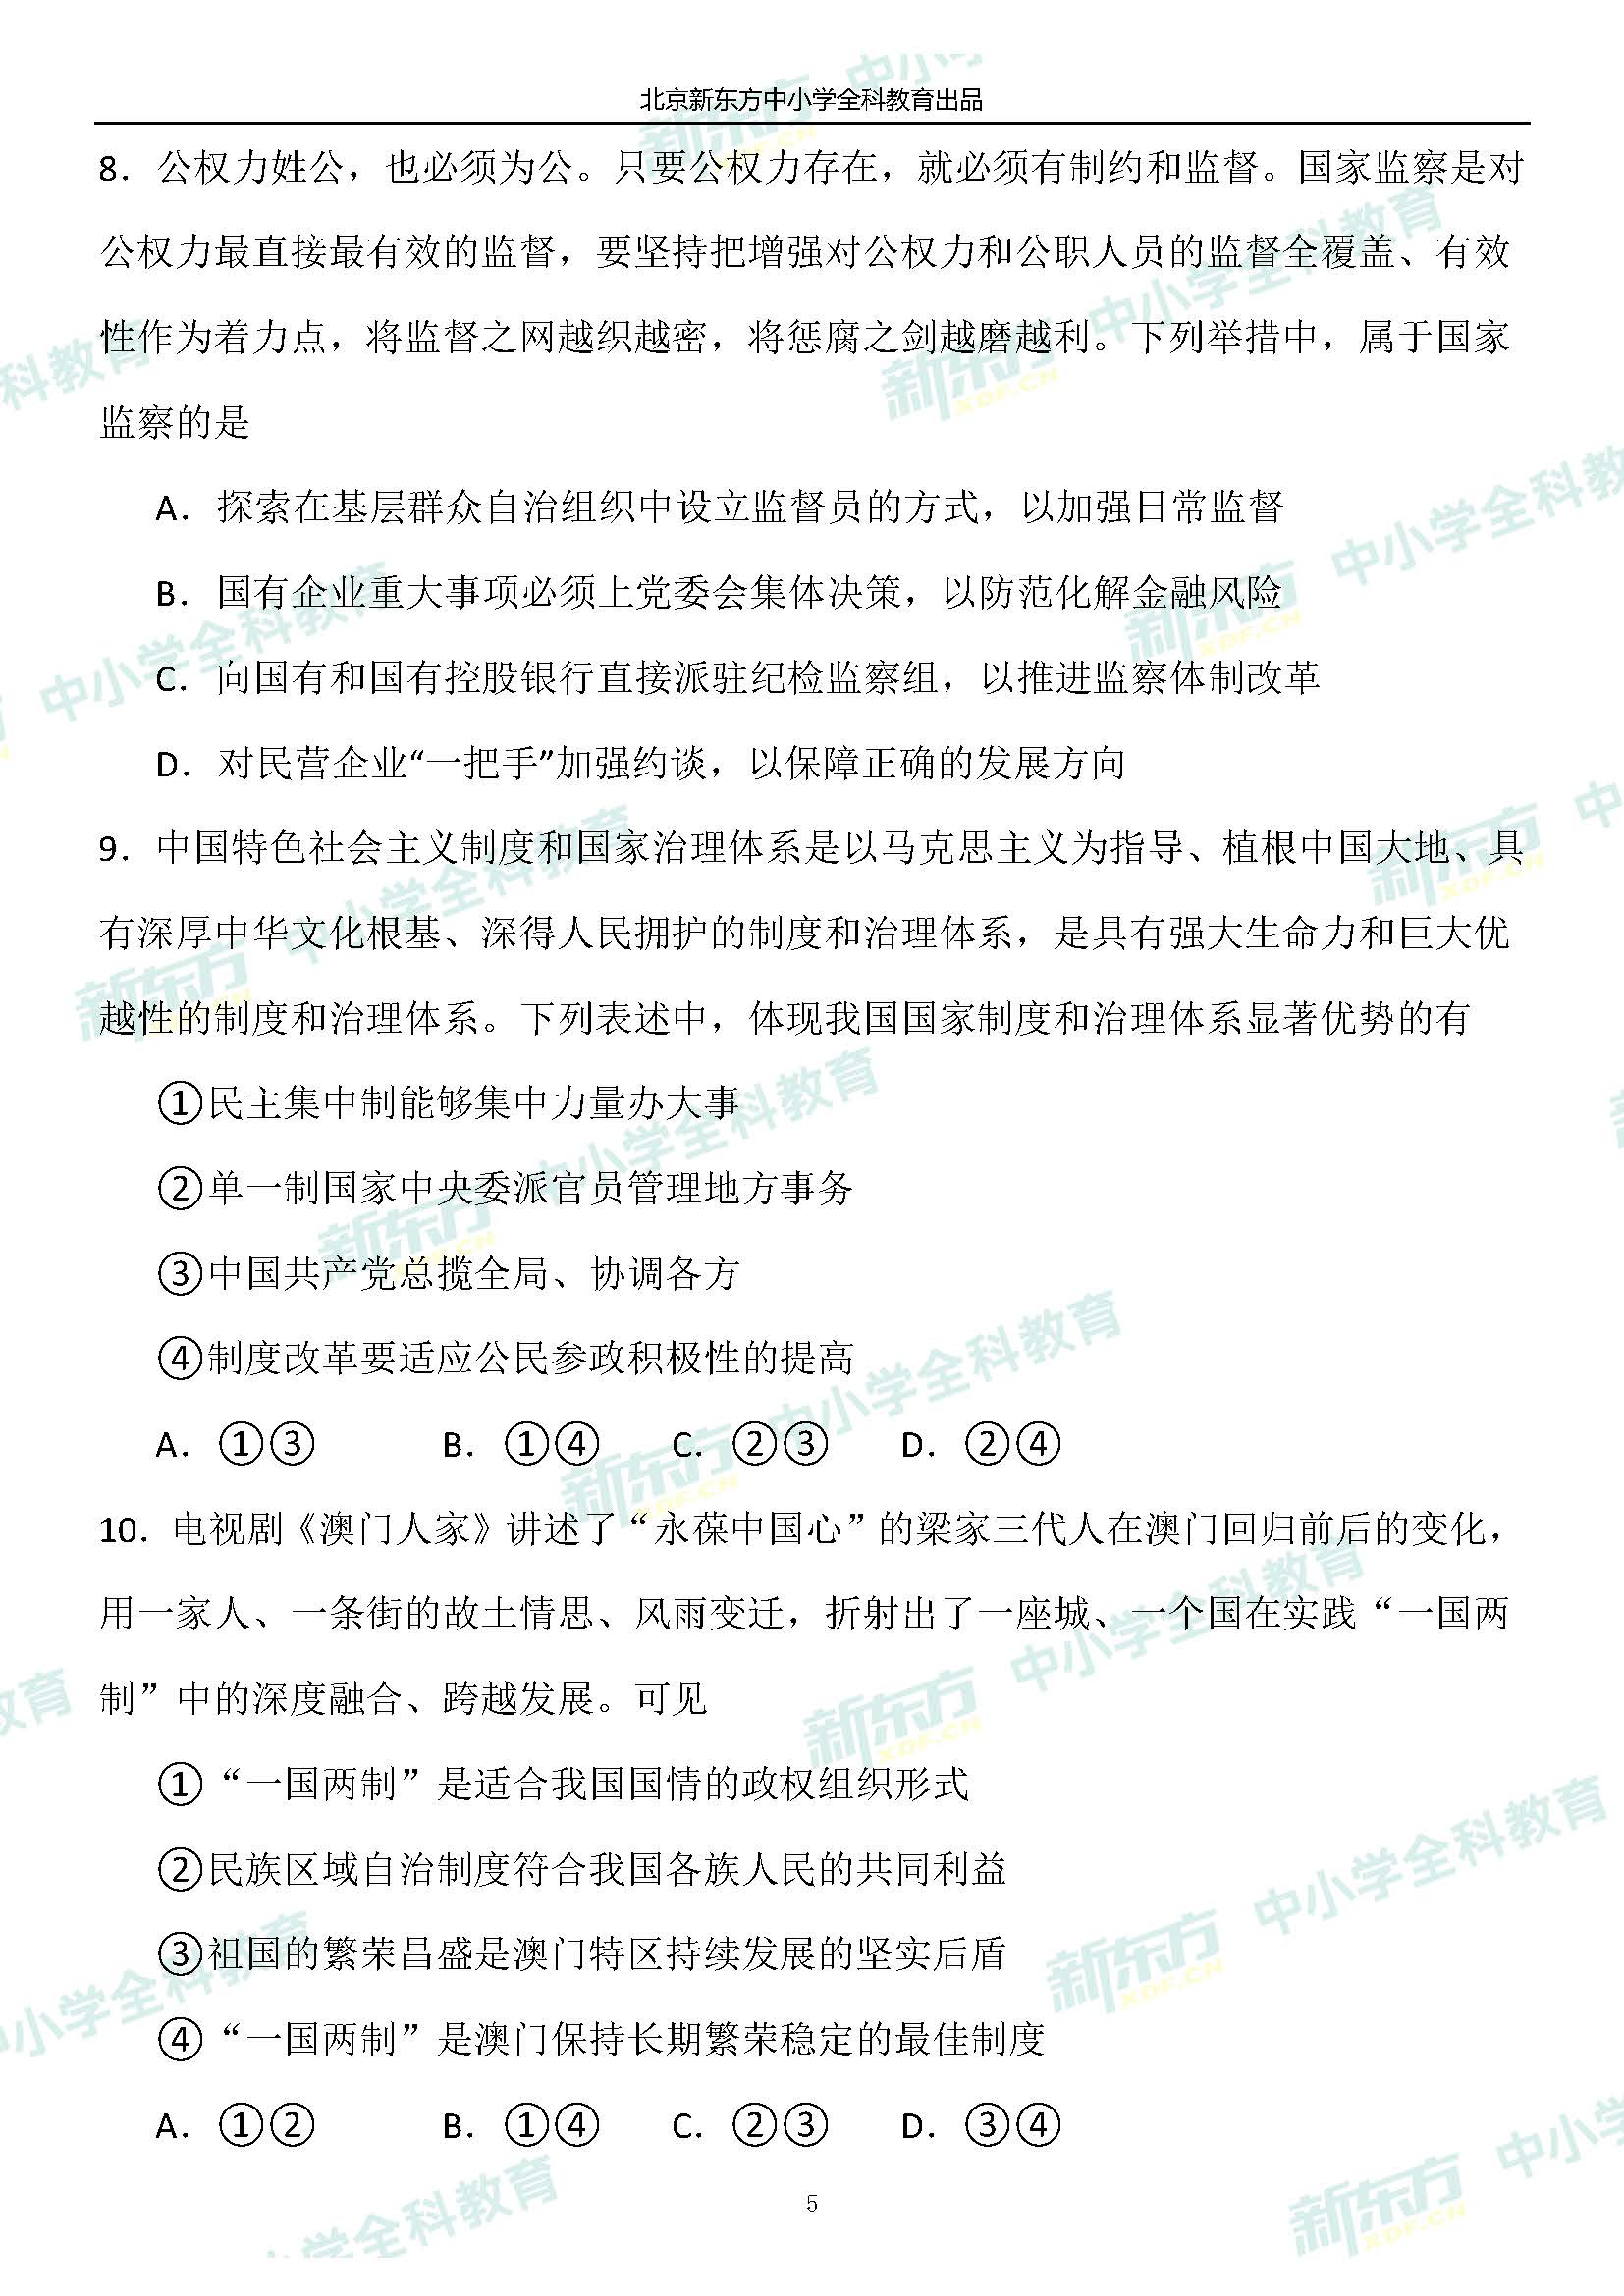 北京新东方中小学全科教育出品
8．公权力姓公，也必须为公。只要公权力存在，就必须有制约和监督。国家监察是对
公权力最直接最有效的监督，要坚持把增强对公权力和公职人员的监督全覆盖、有效
性作为着力点，将监督之网越织越密，将惩腐之剑越磨越利。下列举措中，属于国家
监察的是
A．探索在基层群众自治组织中设立监督员的方式，以加强日常监督
B．国有企业重大事项必须上党委会集体决策，以防范化解金融风险
C．向国有和国有控股银行直接派驻纪检监察组，以推进监察体制改革
D．对民营企业“一把手”加强约谈，以保障正确的发展方向
9．中国特色社会主义制度和国家治理体系是以马克思主义为指导、植根中国大地、具
有深厚中华文化根基、深得人民拥护的制度和治理体系，是具有强大生命力和巨大优
越性的制度和治理体系。下列表述中，体现我国国家制度和治理体系显著优势的有
①民主集中制能够集中力量办大事
②单一制国家中央委派官员管理地方事务
③中国共产党总揽全局、协调各方
④制度改革要适应公民参政积极性的提高
A．①③ B．①④ C．②③ D．②④
10．电视剧《澳门人家》讲述了“永葆中国心”的梁家三代人在澳门回归前后的变化，
用一家人、一条街的故土情思、风雨变迁，折射出了一座城、一个国在实践“一国两
制”中的深度融合、跨越发展。可见
①“一国两制”是适合我国国情的政权组织形式
②民族区域自治制度符合我国各族人民的共同利益
③祖国的繁荣昌盛是澳门特区持续发展的坚实后盾
④“一国两制”是澳门保持长期繁荣稳定的最佳制度
A．①② B．①④ C．②③ D．③④
5